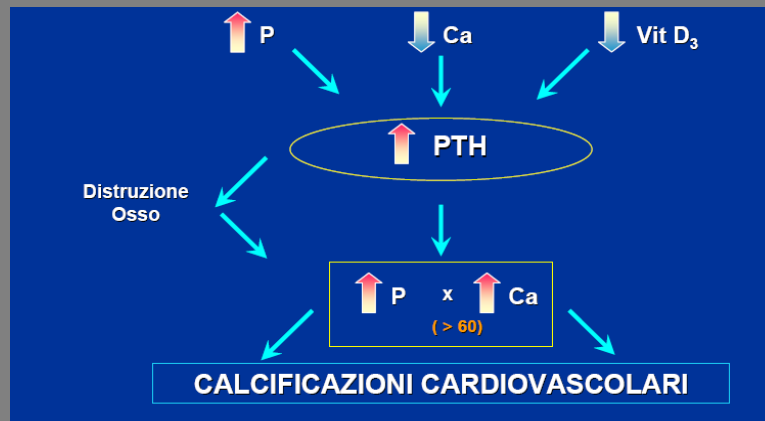 P Ca Vit D3
PTH
Distruzione
Osso
P x Ca
( > 60)
CALCIFICAZIONI CARDIOVASCOLARI